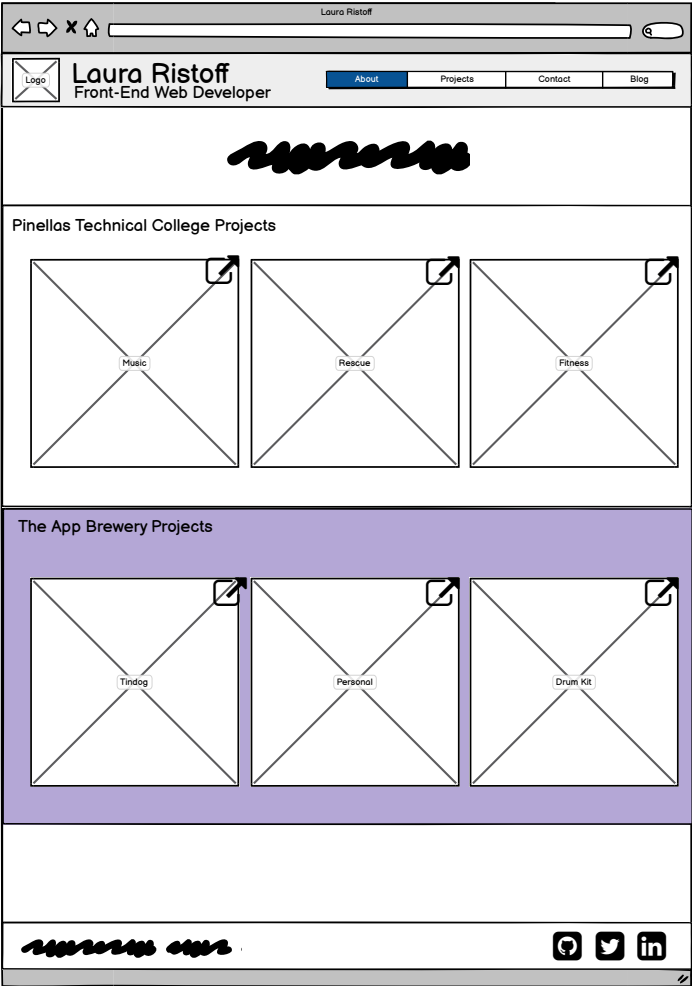 Laura Ristoff
Logo
Laura Ristoff
Front-End Web Developer
About Projects Contact Blog
Pinellas Technical College Projects
Music Rescue Fitness
The App Brewery Projects
Tindog Personal Drum Kit
in